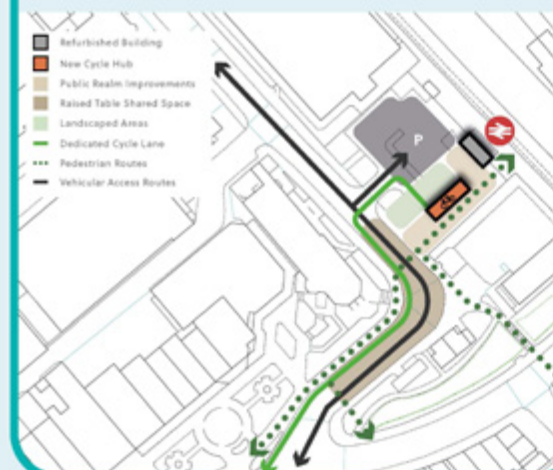 Refurbished Building
New Cycle Hub
Public Realm Improvements
Raised Table Shared Space
Landscaped Areas
Dedicated Cycle Lane
Pedestrian Routes
Vehicular Access Routes
P